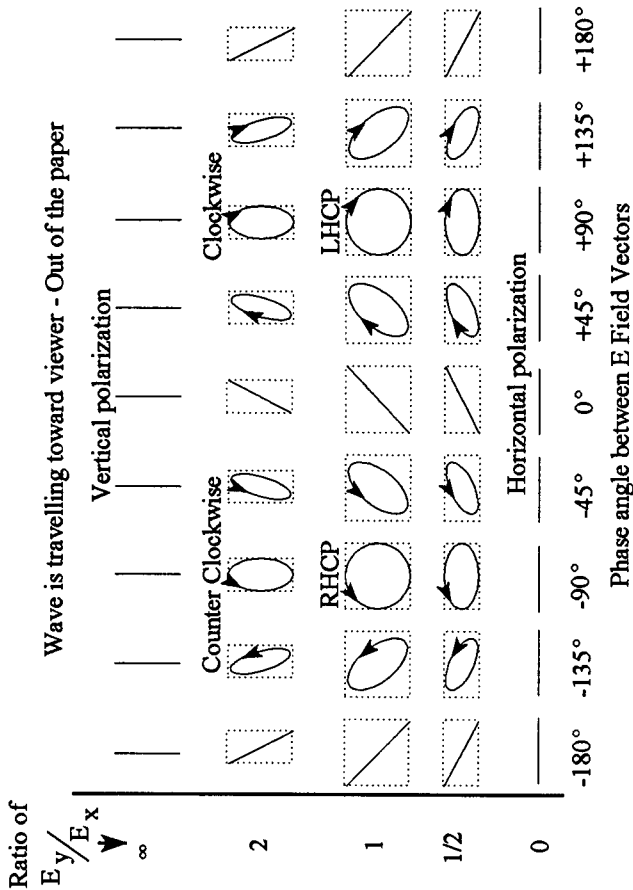 Wave is travelling toward viewer - Out of the paper
Ratio of
E y / E x
Vertical polarization
∞
Counter Clockwise
Clockwise
2
RHCP
LHCP
1
1/2
Horizontal polarization
0
-180° -135° -90° -45° 0° +45° +90° +135° +180°
Phase angle between E Field Vectors